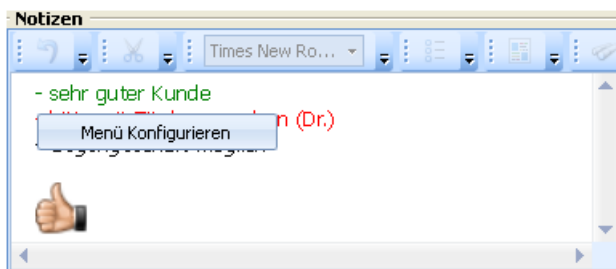 Notizen
Times New Ro...
- sehr guter Kunde
n (Dr.)
Menü Konfigurieren